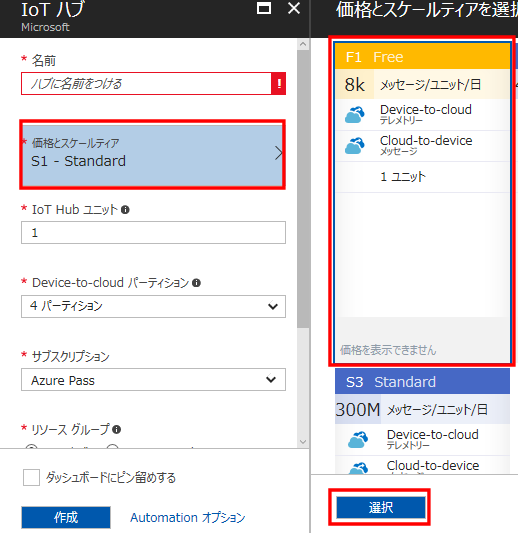 IoT ハブ
Microsoft
* 名前
ハブに名前をつける
* 価格とスケールティア
S1 - Standard
* IoT Hub ユニット
1
* Device-to-cloud パーティション
4 パーティション
* サブスクリプション
Azure Pass
* リソース グループ
ダッシュボードにピン留めする
作成
Automation オプション
価格とスケールティアを選
F1 Free
8k メッセージ/ユニット/日
Device-to-cloud
テレメトリー
Cloud-to-device
メッセージ
1 ユニット
価格を表示できません
S3 Standard
300M メッセージ/ユニット/日
Device-to-cloud
テレメトリー
Cloud-to-device
選択